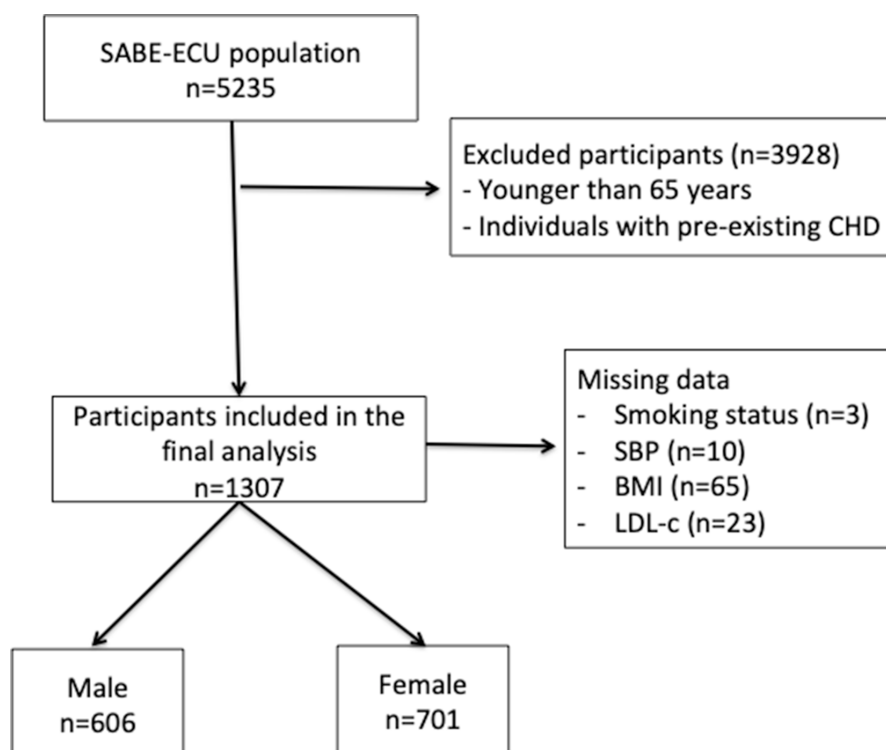 SABE-ECU population
n=5235
Excluded participants (n=3928)
- Younger than 65 years
- Individuals with pre-existing CHD
Participants included in the
final analysis
n=1307
Missing data
- Smoking status (n=3)
- SBP (n=10)
- BMI (n=65)
- LDL-c (n=23)
Male
n=606
Female
n=701